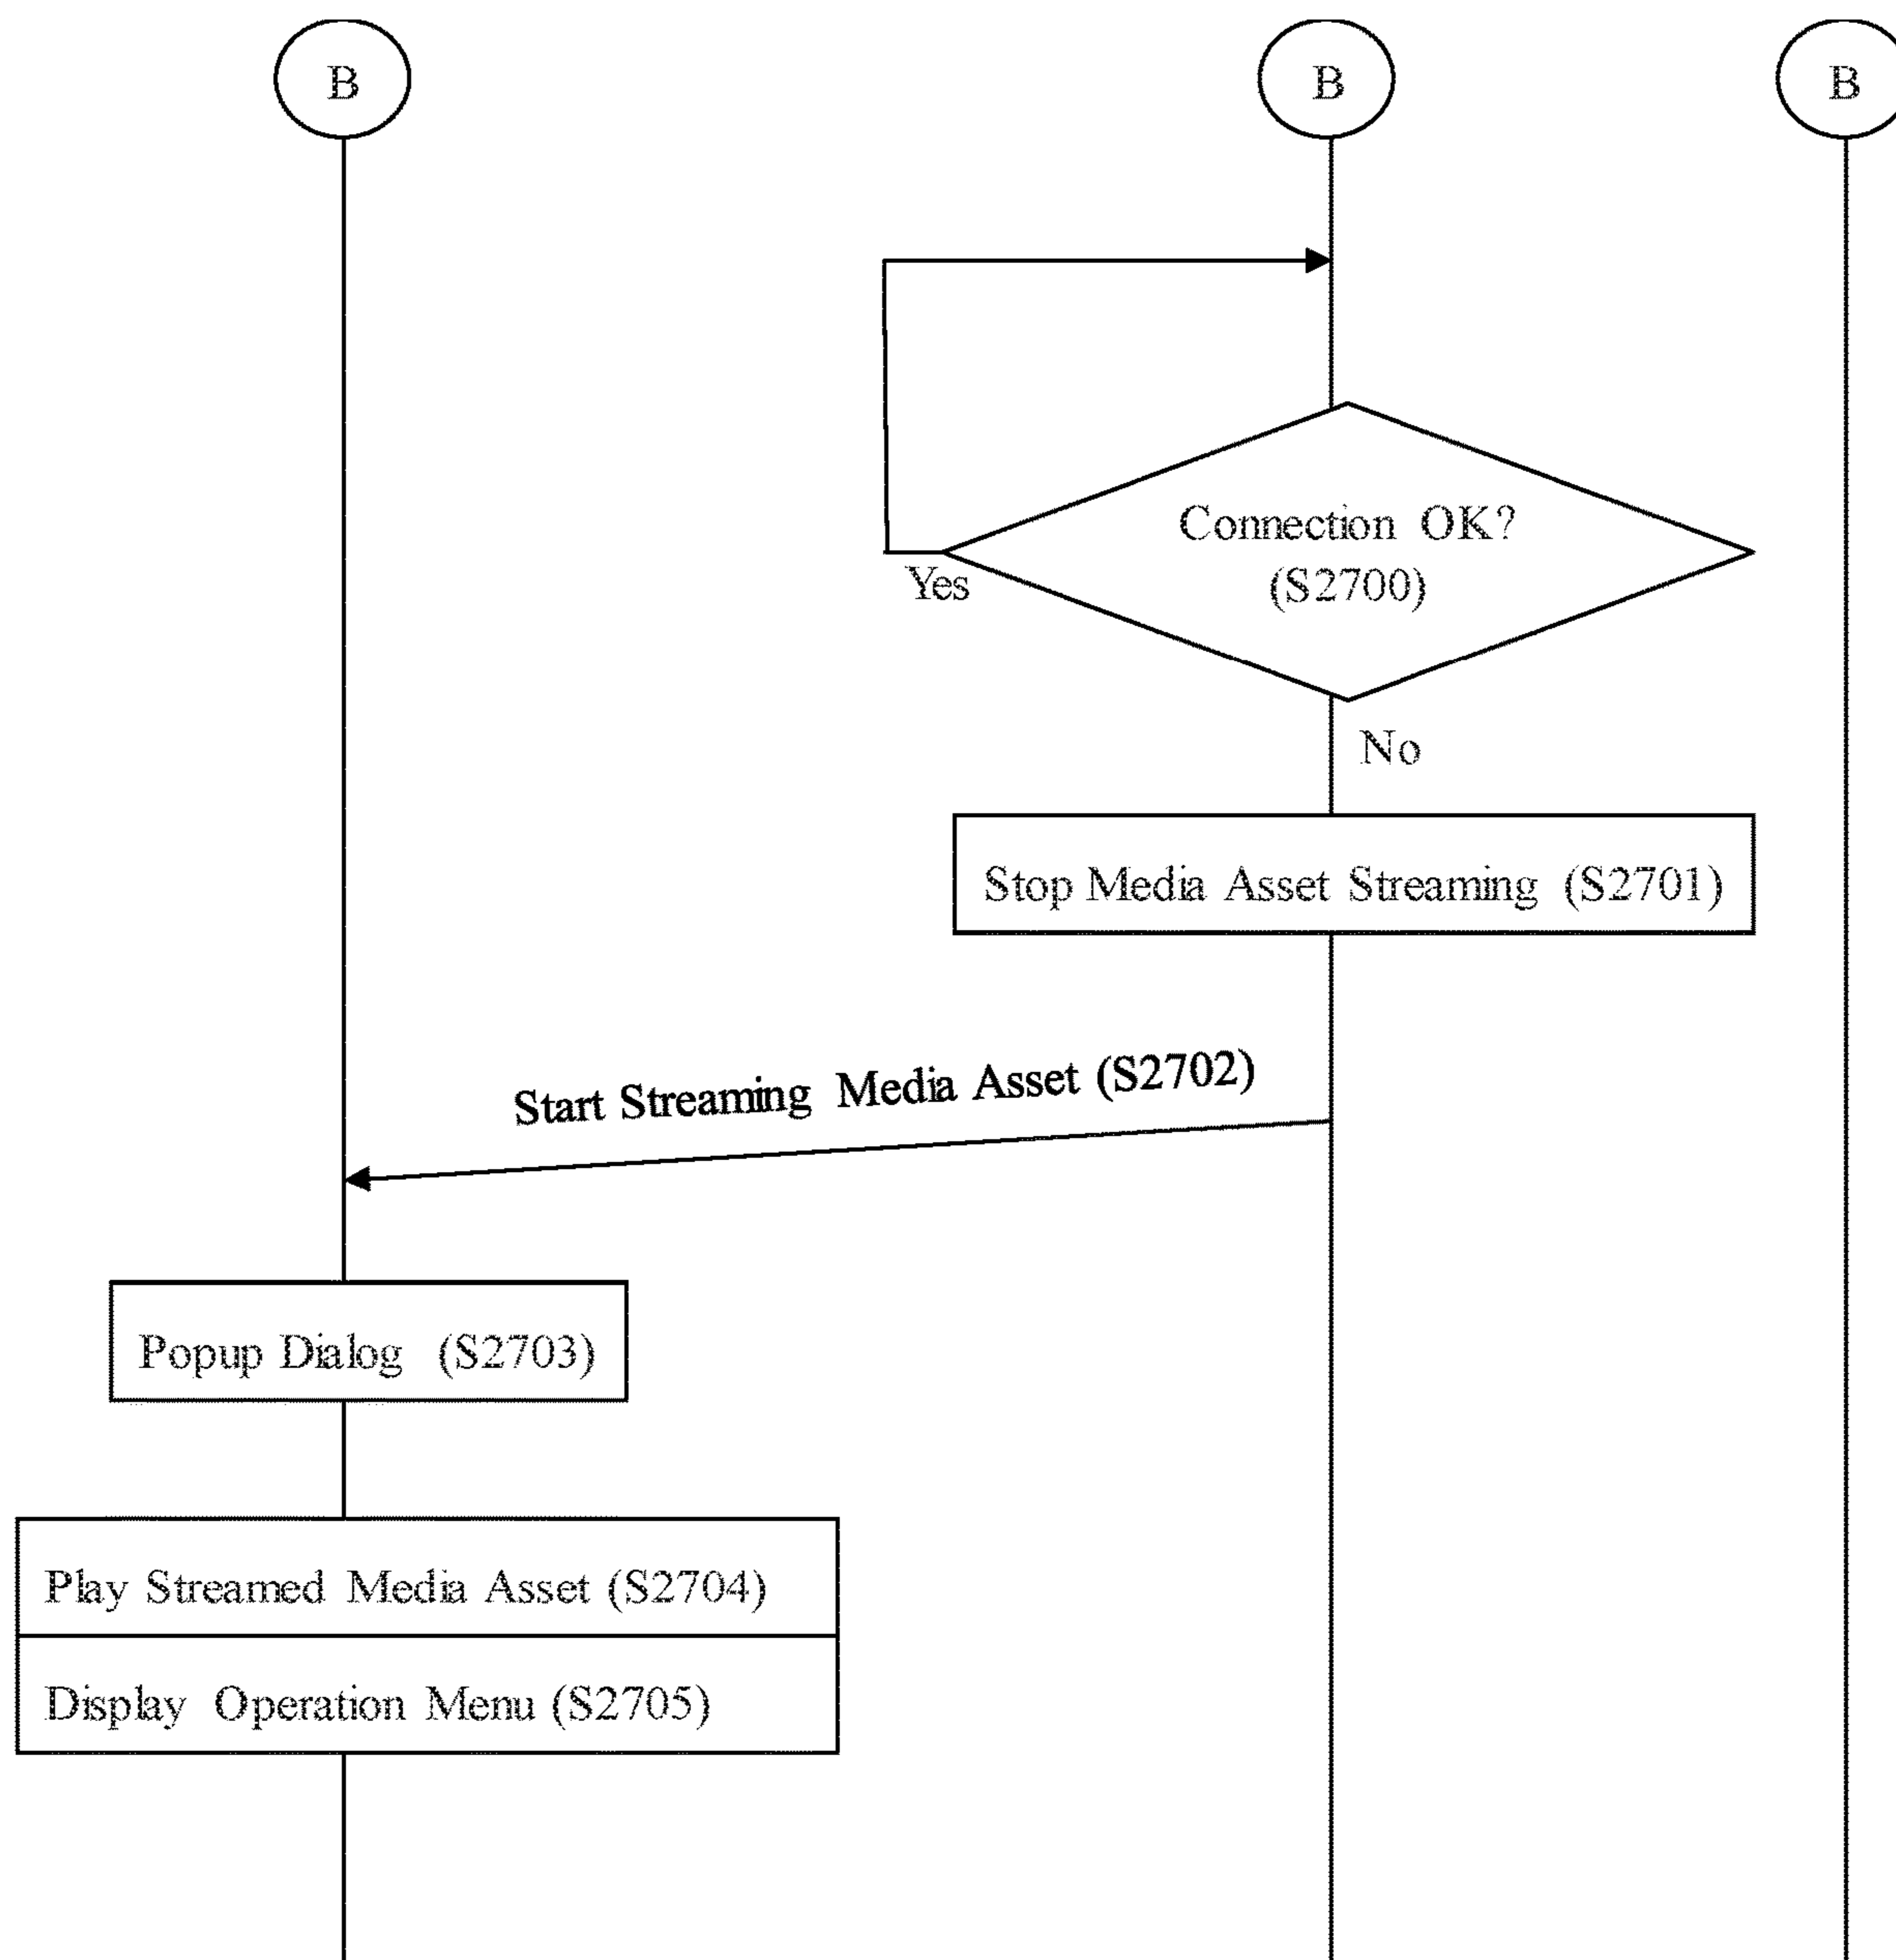 B
B
B
Connection OK?
(S2700)
Yes
No
Stop Media Asset Streaming (S2701)
Start Streaming Media Asset (S2702)
Popup Dialog (S2703)
Play Streamed Media Asset (S2704)
Display Operation Menu (S2705)